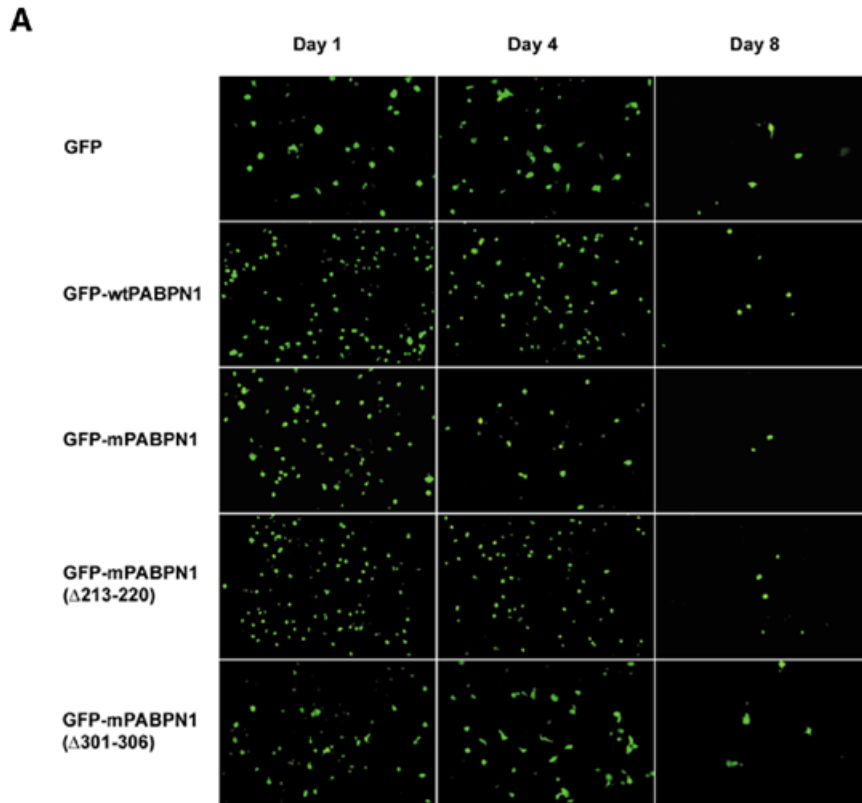 A
Day 1 Day 4 Day 8
GFP
GFP-wtPABPN1
GFP-mPABPN1
GFP-mPABPN1
(Δ213-220)
GFP-mPABPN1
(Δ301-306)